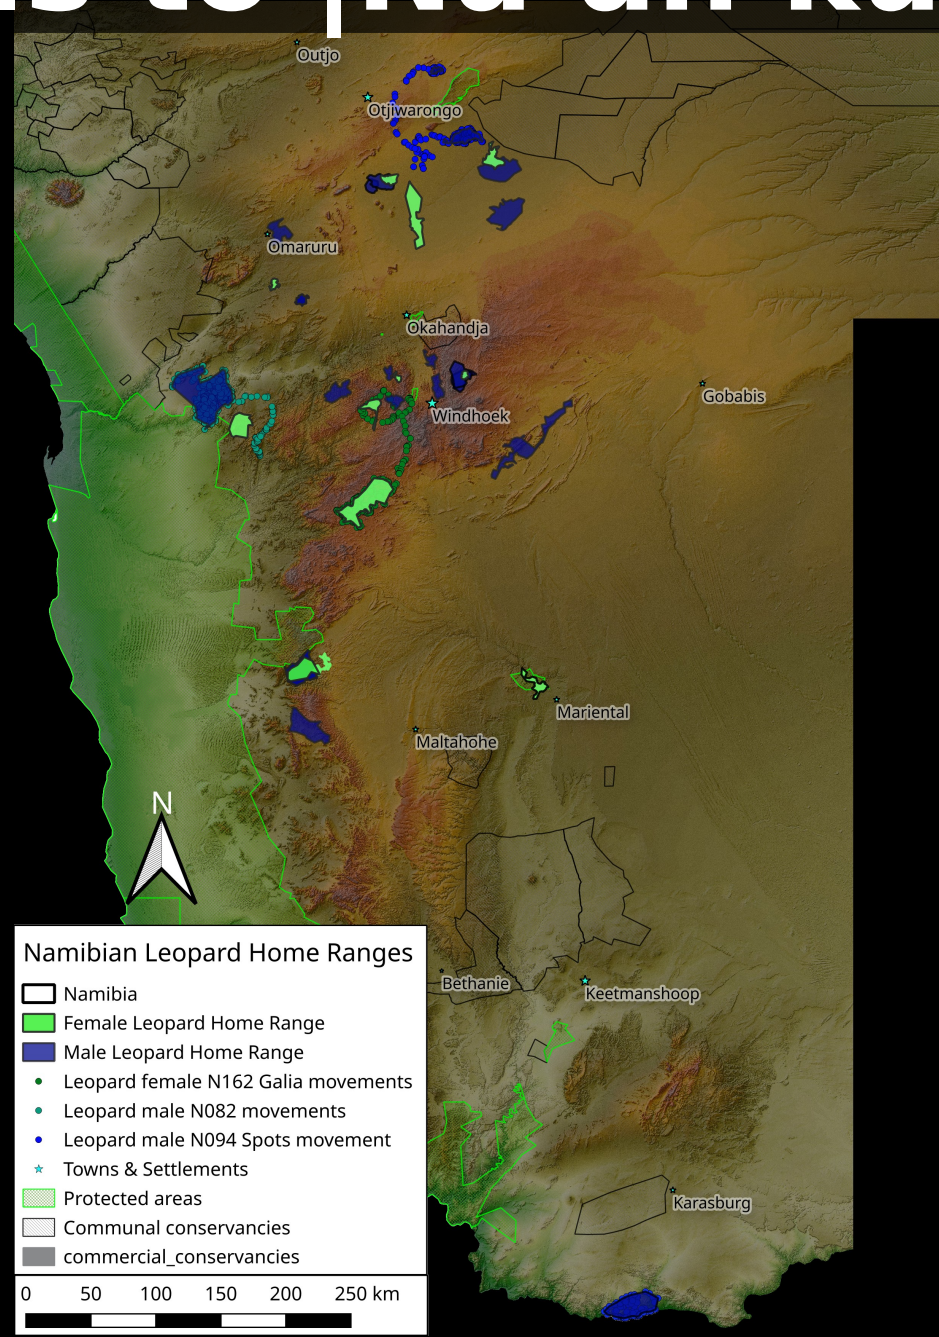 Outjo
Otjiwarongo
Omaruru
Okahandja
Gobabis
Windhoek
Mariental
Maltahohe
N
Namibian Leopard Home Ranges
Namibia
Female Leopard Home Range
Male Leopard Home Range
Leopard female N162 Galia movements
Leopard male N082 movements
Leopard male N094 Spots movement
Towns & Settlements
Protected areas
Communal conservancies
commercial_conservancies
0 50 100 150 200 250 km
Bethanie
Keetmanshoop
Karasburg